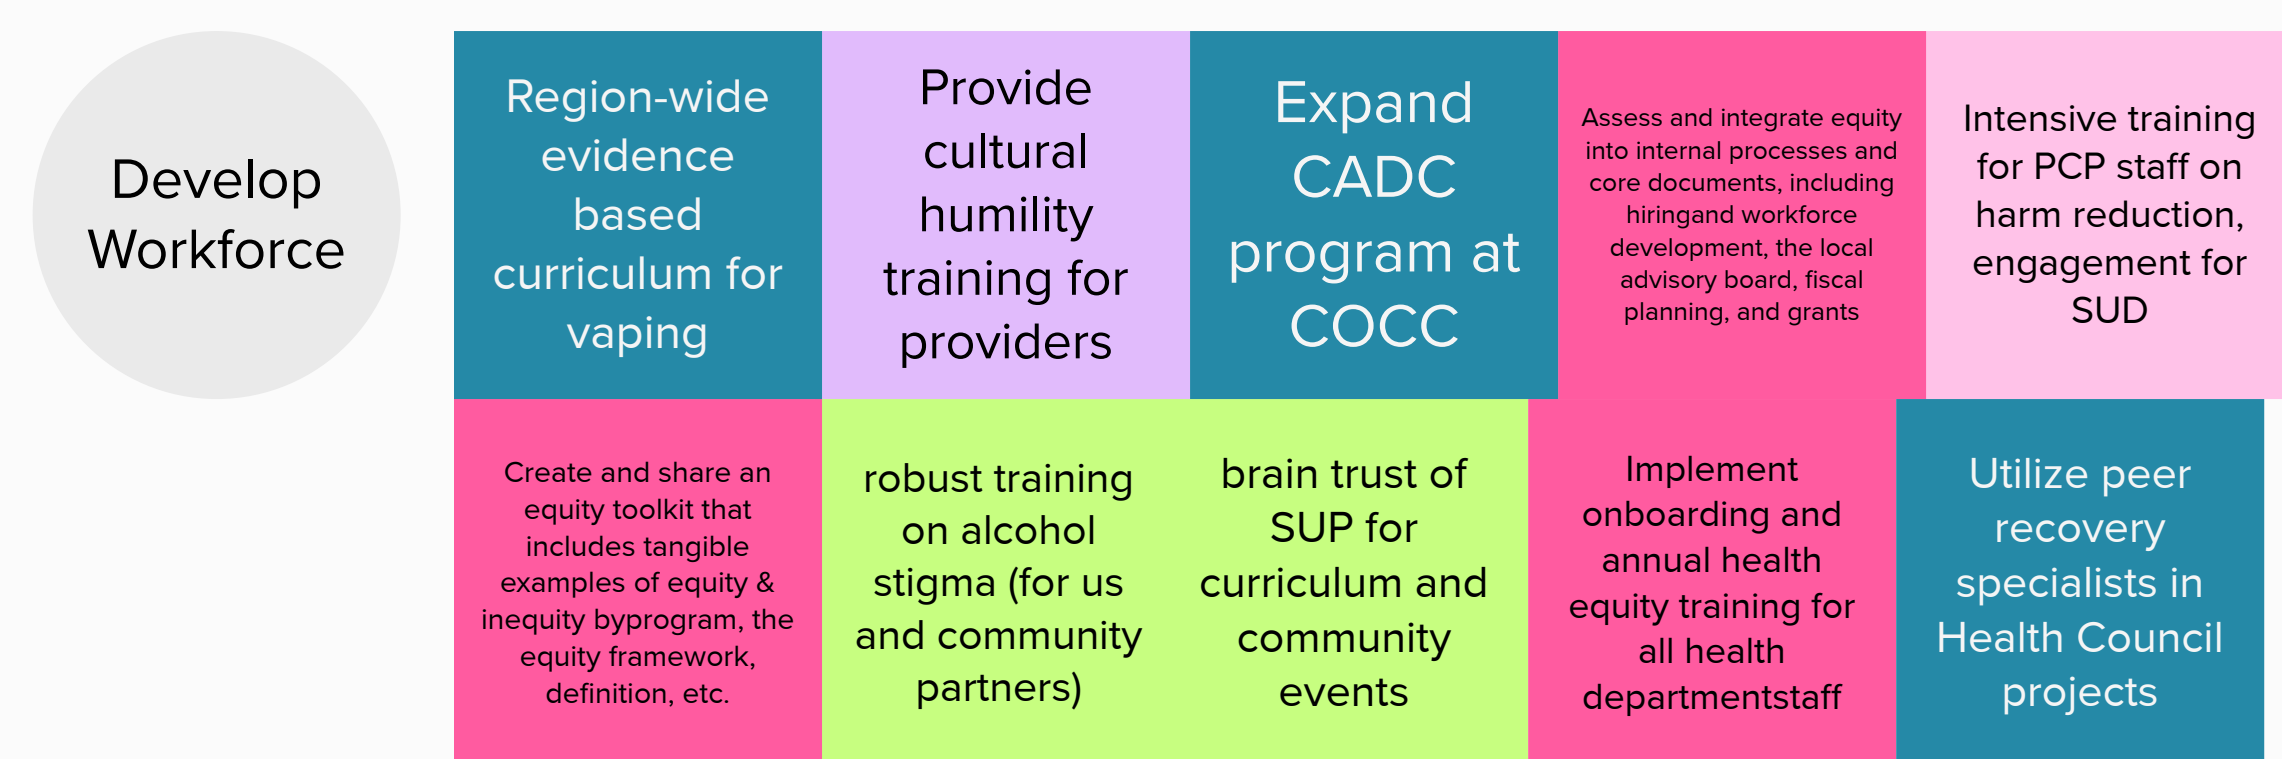 Develop
Workforce
Region-wide
evidence
based
curriculum for
vaping
Provide
cultural
humility
training for
providers
Expand
CADC
program at
COCC
Assess and integrate equity
into internal processes and
core documents, including
hiringand workforce
development, the local
advisory board, fiscal
planning, and grants
Intensive training
for PCP staff on
harm reduction,
engagement for
SUD
Create and share an
equity toolkit that
includes tangible
examples of equity &
inequity byprogram, the
equity framework,
definition, etc.
robust training
on alcohol
stigma (for us
and community
partners)
brain trust of
SUP for
curriculum and
community
events
Implement
onboarding and
annual health
equity training for
all health
departmentstaff
Utilize peer
recovery
specialists in
Health Council
projects